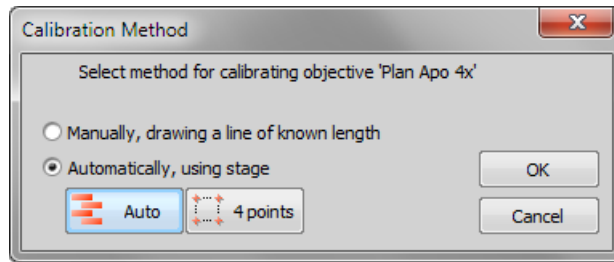 Calibration Method
Select method for calibrating objective 'Plan Apo 4x'
Manually, drawing a line of known length
Automatically, using stage
OK
Auto
4 points
Cancel